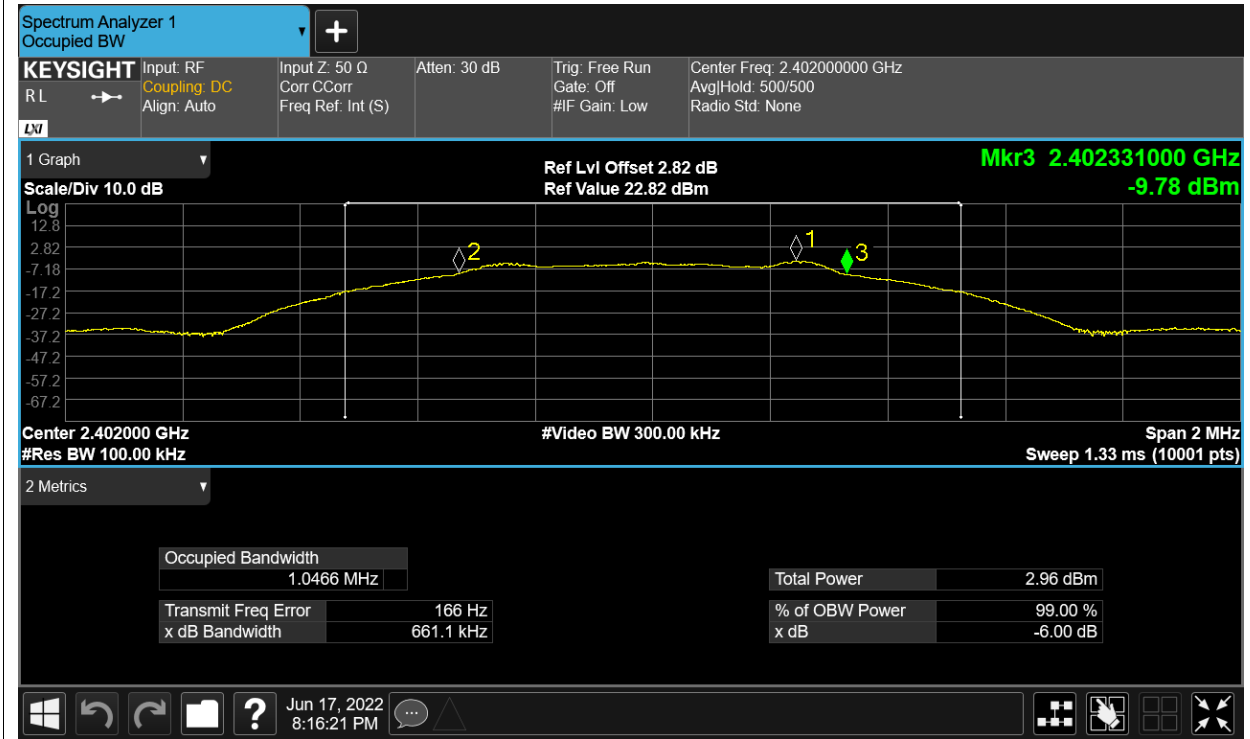 Spectrum Analyzer 1
Occupied BW
KEYSIGHT
R L
LXI
Input: RF
Coupling: DC
Align: Auto
Input Z: 50 Ω
Corr CCorr
Freq Ref: Int (S)
Atten: 30 dB
Trig: Free Run
Gate: Off
#IF Gain: Low
Center Freq: 2.402000000 GHz
Avg|Hold: 500/500
Radio Std: None
1 Graph
Scale/Div 10.0 dB
Ref Lvl Offset 2.82 dB
Ref Value 22.82 dBm
Mkr3 2.402331000 GHz
-9.78 dBm
Log
12.8
2.82
-7.18
-17.2
-27.2
-37.2
-47.2
-57.2
-67.2
2
1
3
Center 2.402000 GHz
#Res BW 100.00 kHz
#Video BW 300.00 kHz
Span 2 MHz
Sweep 1.33 ms (10001 pts)
2 Metrics
Occupied Bandwidth
1.0466 MHz
Transmit Freq Error 166 Hz
x dB Bandwidth 661.1 kHz
Total Power 2.96 dBm
% of OBW Power 99.00 %
x dB -6.00 dB
Jun 17, 2022
8:16:21 PM